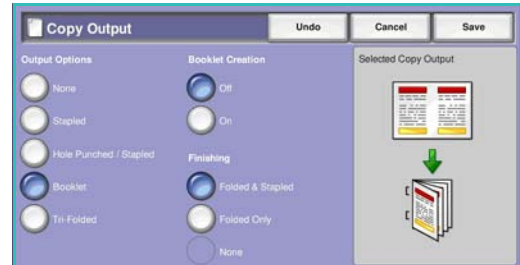 Copy Output
Undo
Cancel
Save
Output Options
None
Stapled
Hole Punched / Stapled
Booklet
Tri-Folded
Booklet Creation
Off
On
Finishing
Folded & Stapled
Folded Only
None
Selected Copy Output